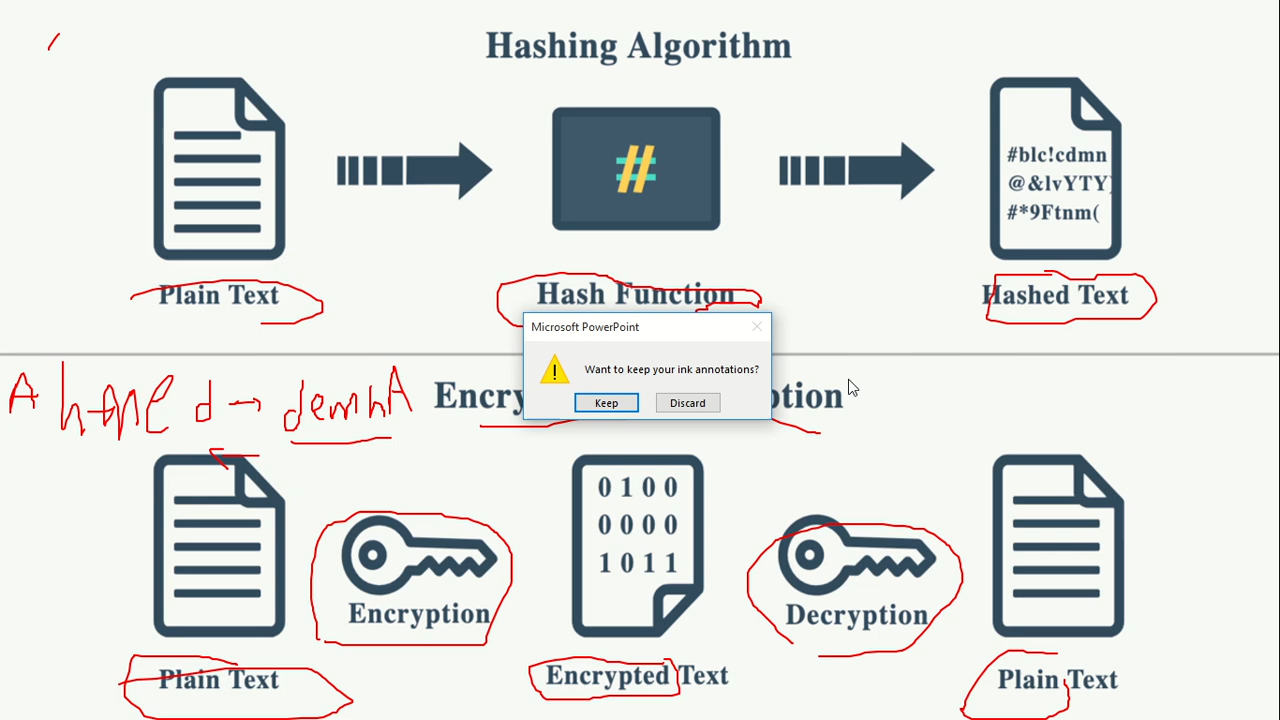 Hashing Algorithm
#blc!cdmn
@&lvYTY
#*9Ftnm(
#
Plain Text
Hash Function
Hashed Text
Microsoft PowerPoint
Want to keep your ink annotations?
Keep
Discard
A
0 1 0 0
0 0 0 0
1 0 1 1
Encryption
Decryption
Plain Text
Encrypted Text
Plain Text